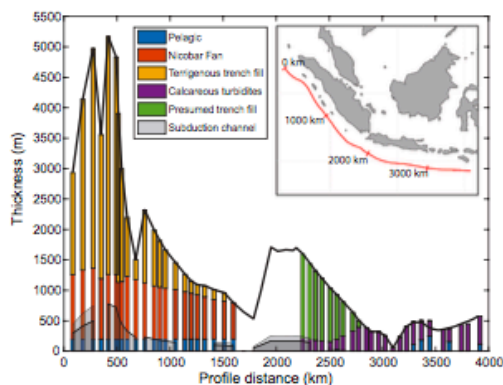 5500
5000
4500
4000
3500
3000
2500
2000
1500
1000
500
0
Thickness (m)
Pelagic
Nicobar Fan
Terrigenous trench fill
Calcareous turbidites
Presumed trench fill
Subduction channel
0 km
1000 km
2000 km
3000 km
0 500 1000 1500 2000 2500 3000 3500 4000
Profile distance (km)